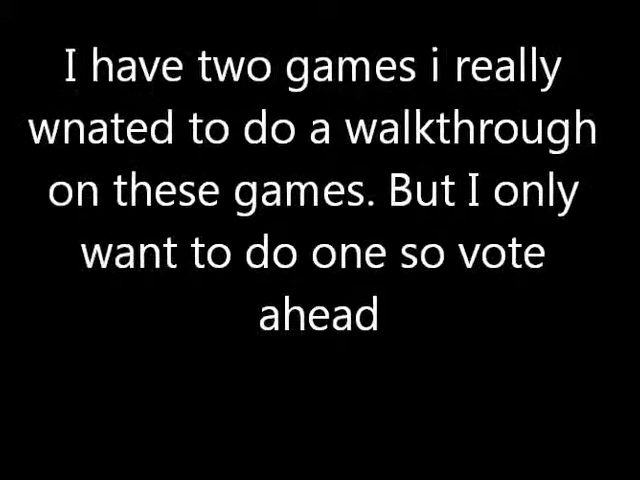 I have two games i really
wnated to do a walkthrough
on these games. But I only
want to do one so vote
ahead